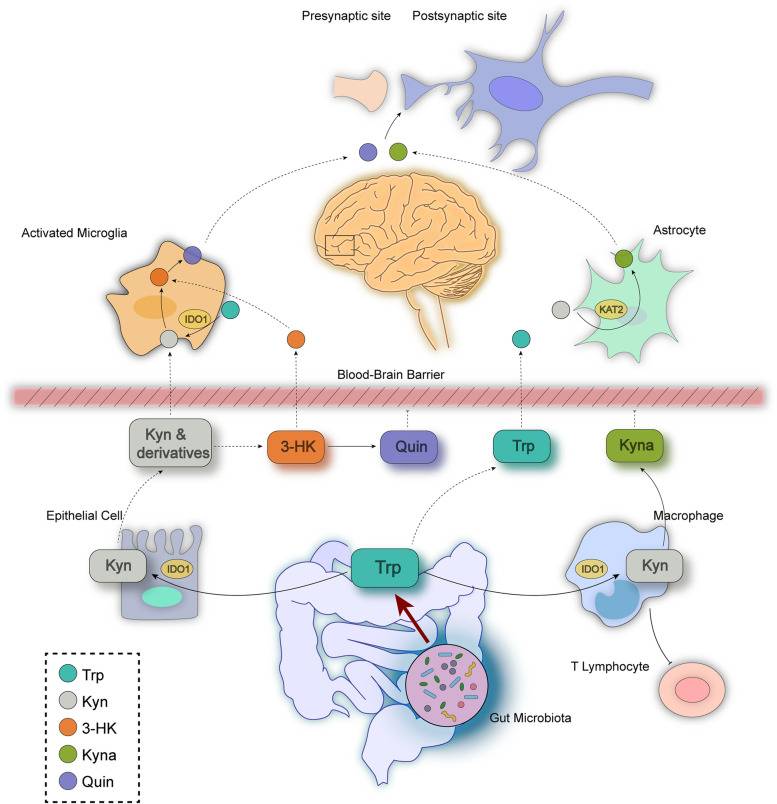 Presynaptic site
Postsynaptic site
Activated Microglia
Astrocyte
IDO1
KAT2
Blood-Brain Barrier
Kyn &
derivatives
3-HK
Quin
Trp
Kyna
Epithelial Cell
Macrophage
Kyn
IDO1
Trp
IDO1
Kyn
T Lymphocyte
Gut Microbiota
Trp
Kyn
3-HK
Kyna
Quin